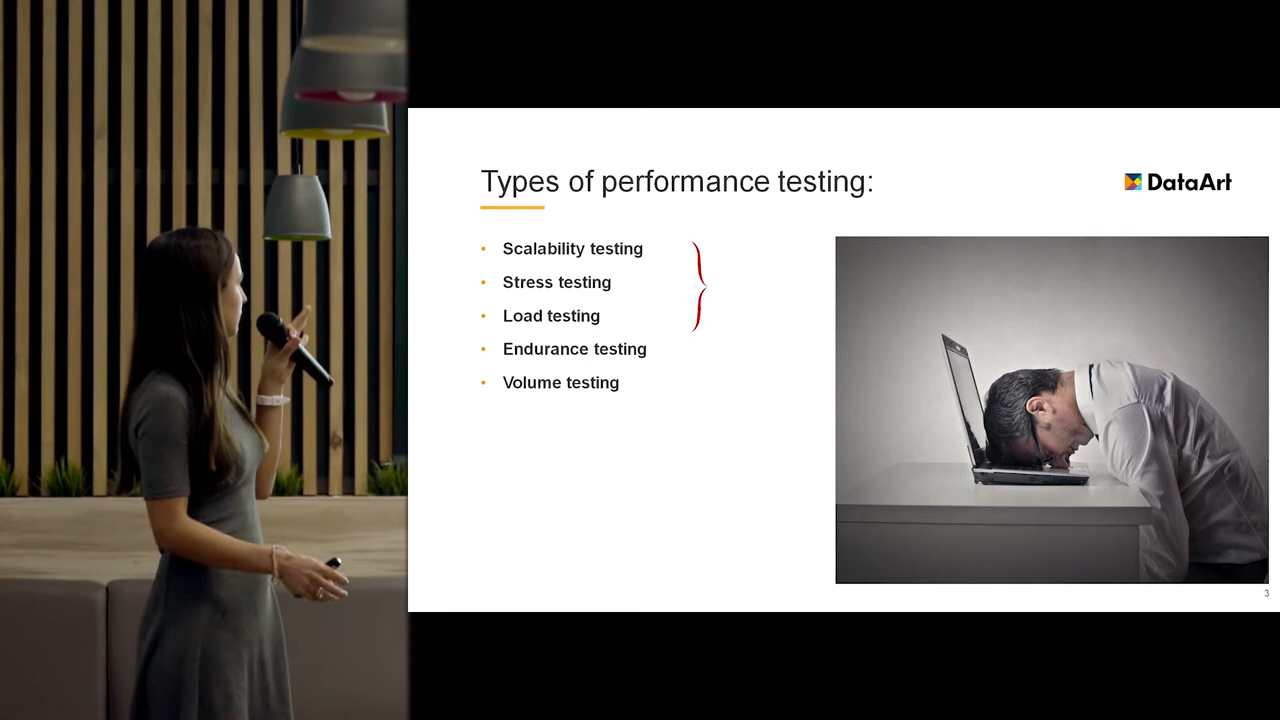 Types of performance testing:
DataArt
• Scalability testing
• Stress testing
• Load testing
• Endurance testing
• Volume testing
3